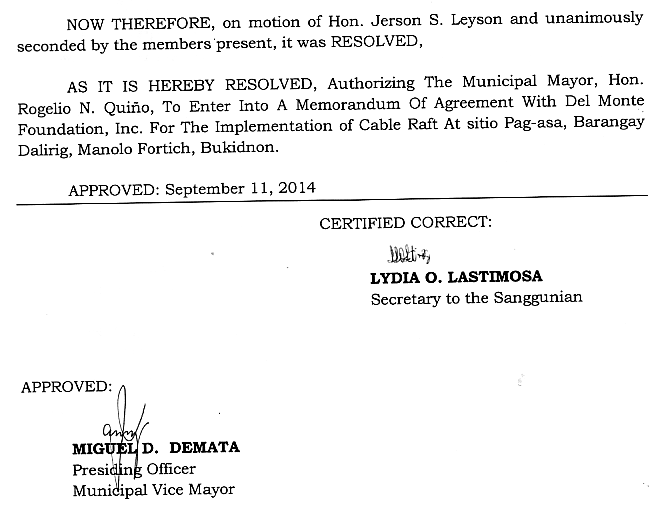 NOW THEREFORE, on motion of Hon. Jerson S. Leyson and unanimously
seconded by the members present, it was RESOLVED,
AS IT IS HEREBY RESOLVED, Authorizing The Municipal Mayor, Hon.
Rogelio N. Quiño, To Enter Into A Memorandum Of Agreement With Del Monte
Foundation, Inc. For The Implementation of Cable Raft At sitio Pag-asa, Barangay
Dalirig, Manolo Fortich, Bukidnon.
APPROVED: September 11, 2014
CERTIFIED CORRECT:
LYDIA O. LASTIMOSA
Secretary to the Sanggunian
APPROVED:
MIGUEL D. DEMATA
Presiding Officer
Municipal Vice Mayor